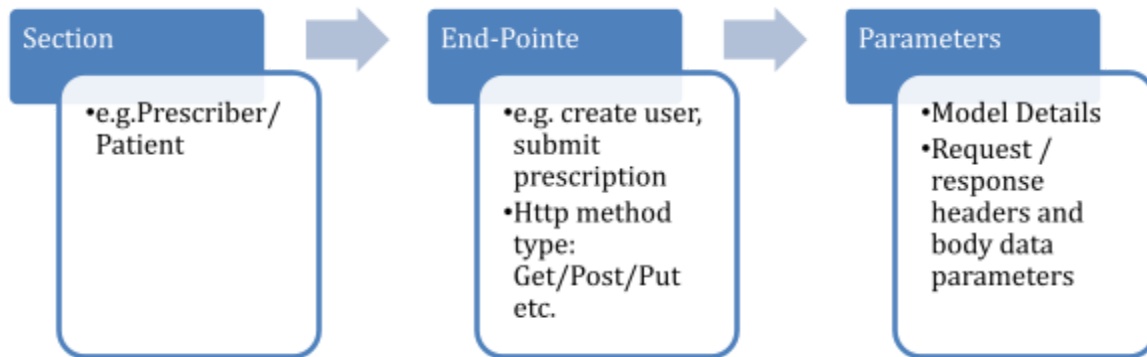 Section
•e.g.Prescriber/
Patient
End-Pointe
•e.g. create user,
submit
prescription
•Http method
type:
Get/Post/Put
etc.
Parameters
•Model Details
•Request /
response
headers and
body data
parameters